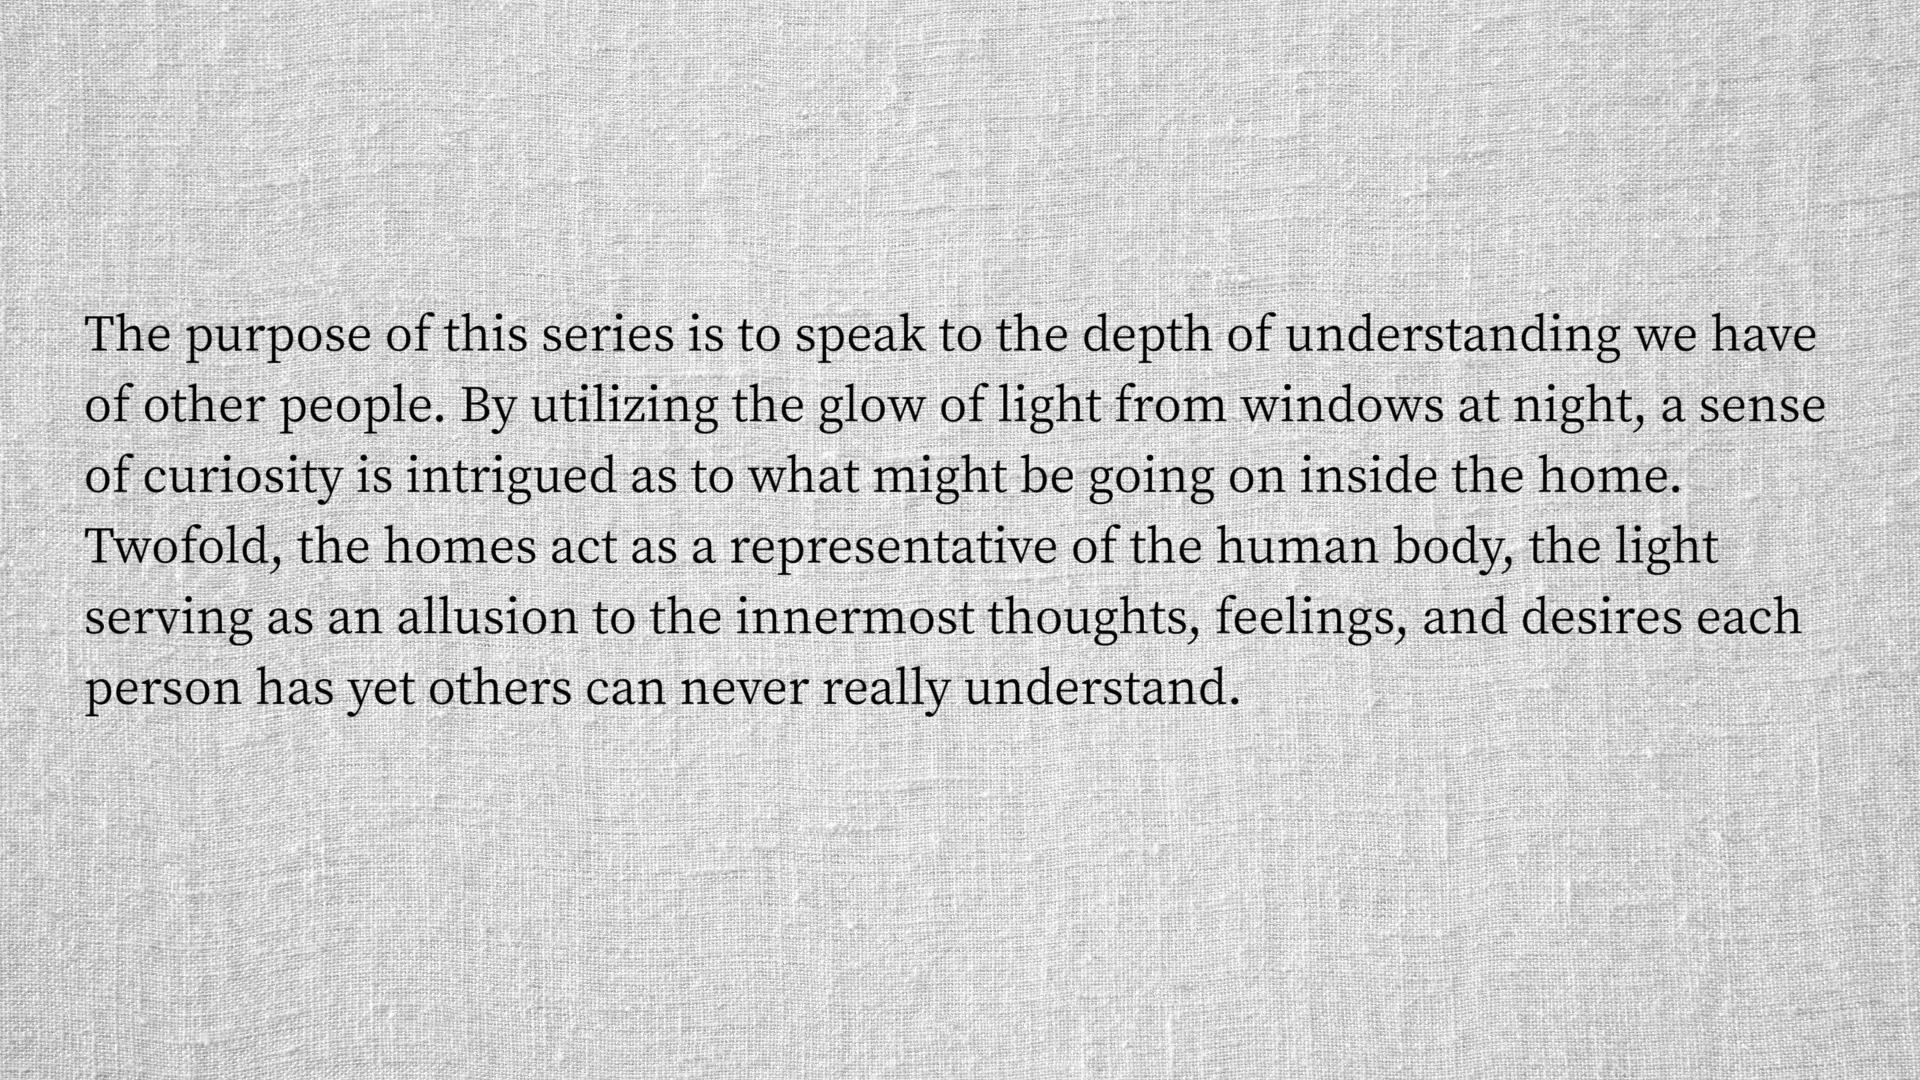 The purpose of this series is to speak to the depth of understanding we have
of other people. By utilizing the glow of light from windows at night, a sense
of curiosity is intrigued as to what might be going on inside the home.
Twofold, the homes act as a representative of the human body, the light
serving as an allusion to the innermost thoughts, feelings, and desires each
person has yet others can never really understand.